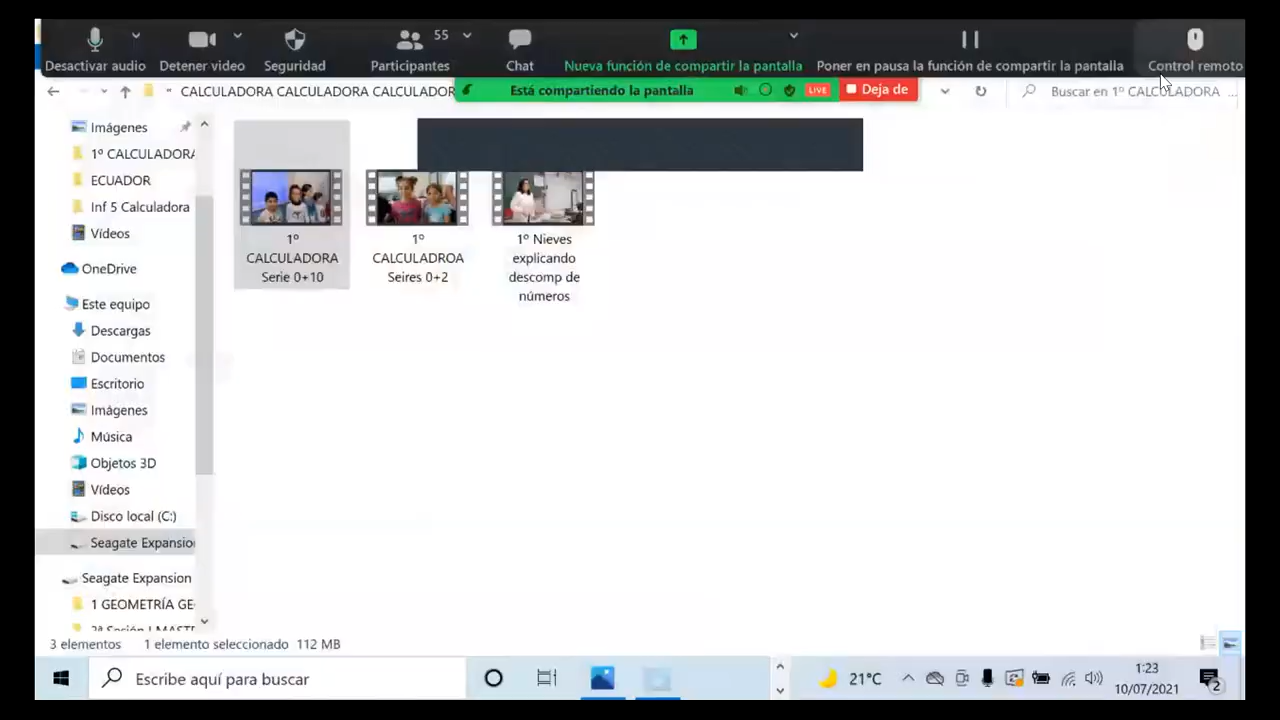 55
Desactivar audio
Detener video
Seguridad
Participantes
Chat
Nueva función de compartir la pantalla
Poner en pausa la función de compartir la pantalla
Control remoto
CALCULADORA CALCULADORA CALCULADOR
Está compartiendo la pantalla
LIVE
Deja de
Buscar en 1º CALCULADORA ...
Imágenes
1º CALCULADORA
ECUADOR
Inf 5 Calculadora
Vídeos
OneDrive
Este equipo
Descargas
Documentos
Escritorio
Imágenes
Música
Objetos 3D
Vídeos
Disco local (C:)
Seagate Expansion
Seagate Expansion
1 GEOMETRÍA GE
1º
CALCULADORA
Serie 0+10
1º
CALCULADROA
Seires 0+2
1º Nieves
explicando
descomp de
números
3 elementos
1 elemento seleccionado
112 MB
Escribe aquí para buscar
21°C
1:23
10/07/2021
2